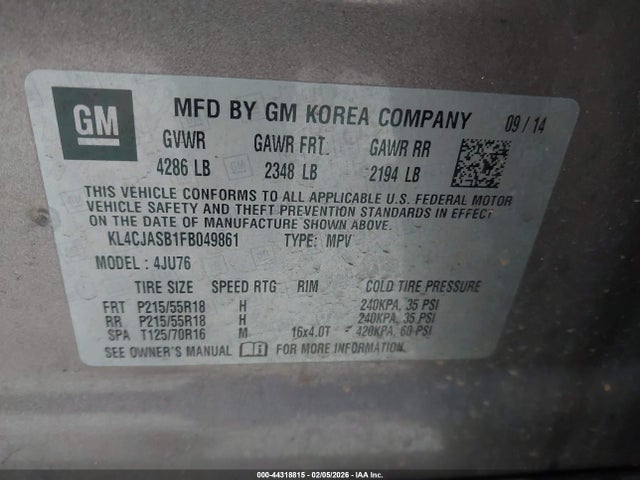 GM MFD BY GM KOREA COMPANY 09/14
GVWR GAWR FRT. GAWR RR
4286 LB 2348 LB 2194 LB
THIS VEHICLE CONFORMS TO ALL APPLICABLE U.S. FEDERAL MOTOR
VEHICLE SAFETY AND THEFT PREVENTION STANDARDS IN EFFECT
ON THE DATE OF MANUFACTURE SHOWN ABOVE.
KL4CJASB1FB049861 TYPE: MPV
MODEL: 4JU76
TIRE SIZE SPEED RTG RIM COLD TIRE PRESSURE
FRT P215/55R18 H 240KPA, 35 PSI
RR P215/55R18 H 240KPA, 35 PSI
SPA T125/70R16 M 16x4.0T 420KPA, 60 PSI
SEE OWNER'S MANUAL FOR MORE INFORMATION.
000-44318815 - 02/05/2026 - IAA Inc.